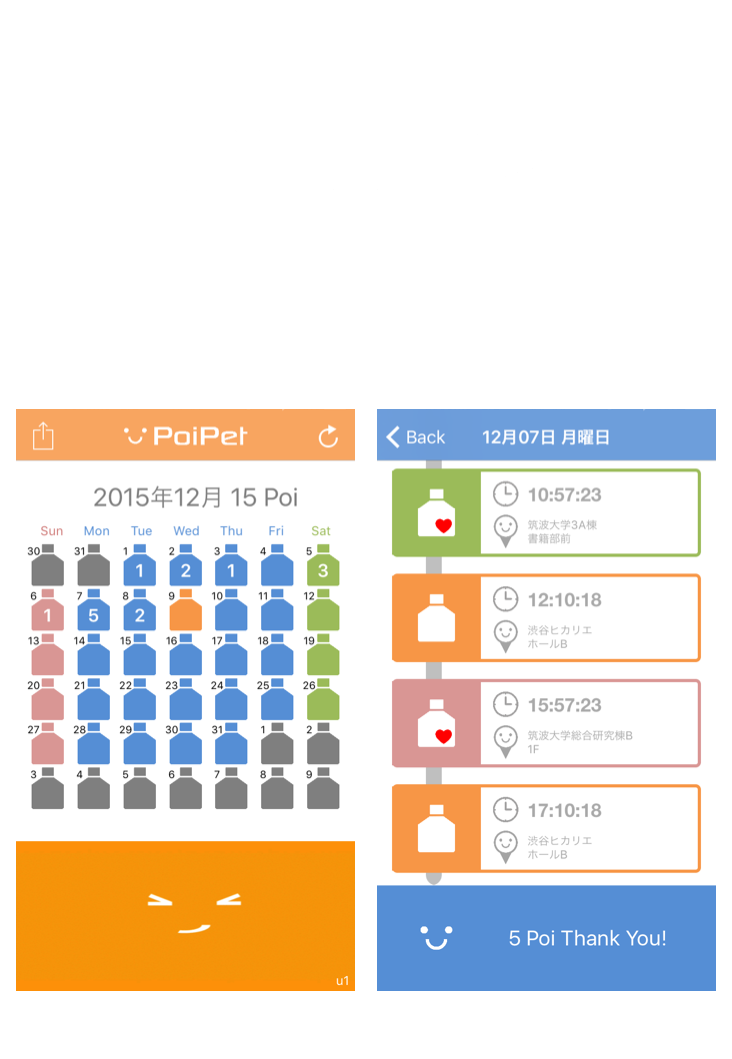 PoiPet
2015年12月 15 Poi
Sun Mon Tue Wed Thu Fri Sat
30 31 1 2 3 4 5
1 2 1 3
6 7 8 9 10 11 12
1 5 2
13 14 15 16 17 18 19
20 21 22 23 24 25 26
27 28 29 30 31 1 2
3 4 5 6 7 8 9
u1
Back 12月07日 月曜日
10:57:23
筑波大学3A棟
書籍部前
12:10:18
渋谷ヒカリエ
ホールB
15:57:23
筑波大学総合研究棟B
1F
17:10:18
渋谷ヒカリエ
ホールB
5 Poi Thank You!